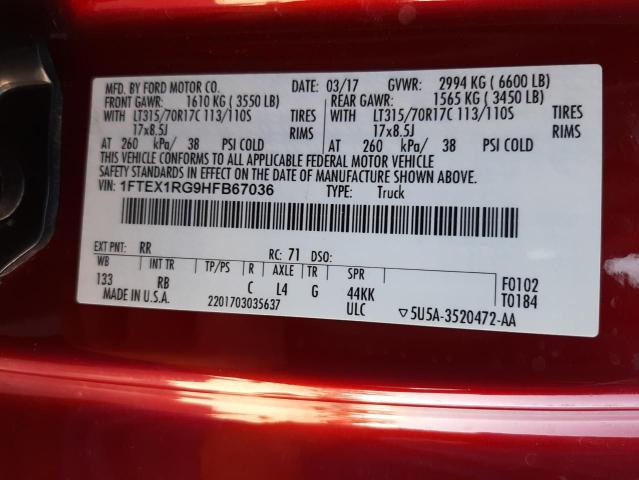 MFD. BY FORD MOTOR CO. DATE: 03/17 GVWR: 2994 KG ( 6600 LB)
FRONT GAWR: 1610 KG ( 3550 LB) REAR GAWR: 1565 KG ( 3450 LB)
WITH LT315/70R17C 113/110S TIRES WITH LT315/70R17C 113/110S TIRES
17x8.5J RIMS 17x8.5J RIMS
AT 260 kPa/ 38 PSI COLD AT 260 kPa/ 38 PSI COLD
THIS VEHICLE CONFORMS TO ALL APPLICABLE FEDERAL MOTOR VEHICLE
SAFETY STANDARDS IN EFFECT ON THE DATE OF MANUFACTURE SHOWN ABOVE.
VIN: 1FTEX1RG9HFB67036 TYPE: Truck
EXT PNT: RR RC: 71 DSO:
WB INT TR TP/PS R AXLE TR SPR F0102
133 RB C L4 G 44KK T0184
MADE IN U.S.A. 2201703035637 ULC ▽5U5A-3520472-AA